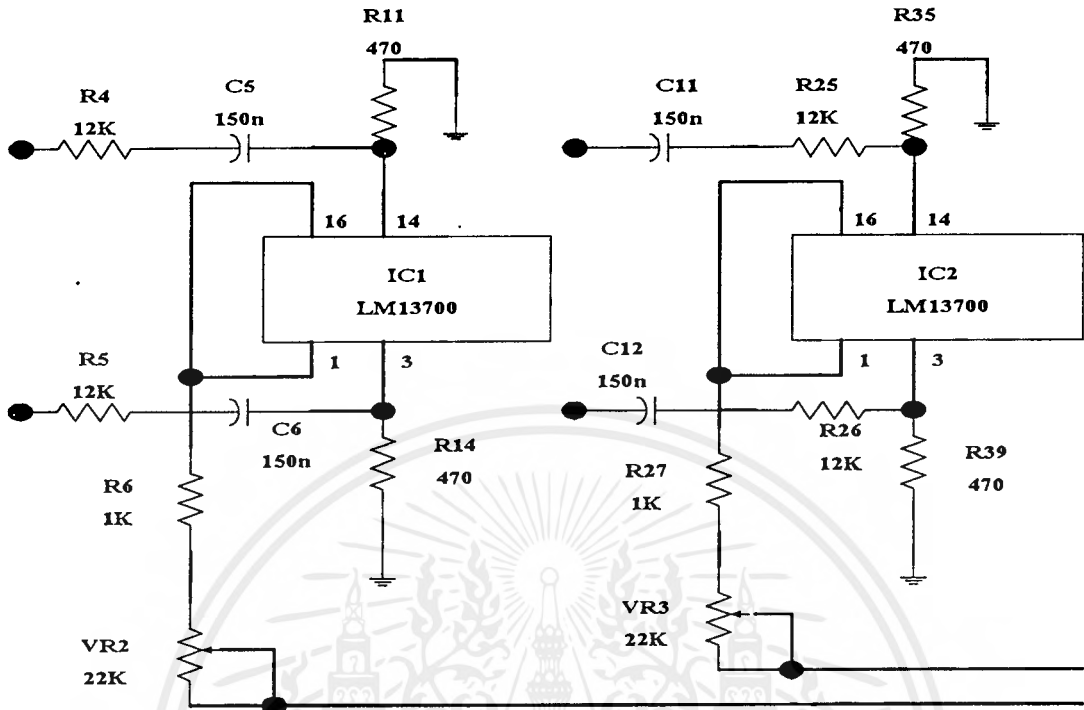 R11
470
R35
470
C5
150n
R4
12K
C11
150n
R25
12K
16
14
IC1
LM13700
1
3
16
14
IC2
LM13700
1
3
R5
12K
C6
150n
C12
150n
R26
12K
R14
470
R39
470
R6
1K
R27
1K
VR2
22K
VR3
22K